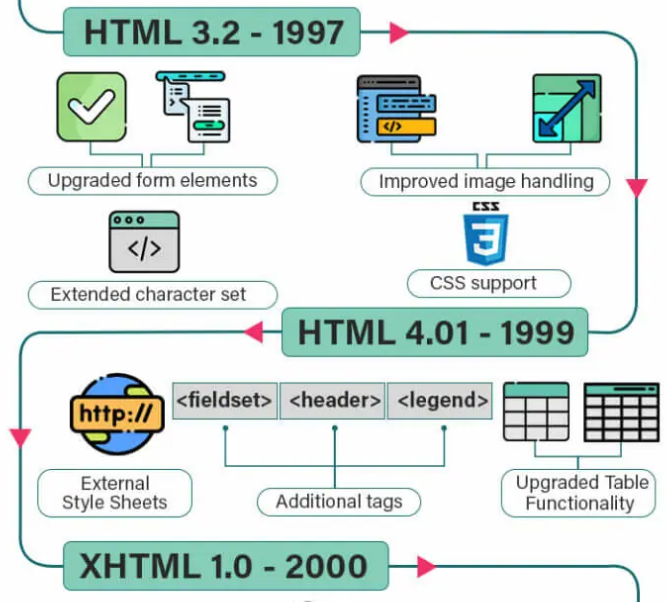 HTML 3.2 - 1997
</>
Upgraded form elements
Improved image handling
</>
CSS
3
Extended character set
CSS support
HTML 4.01 - 1999
http://
<fieldset> <header> <legend>
External
Style Sheets
Additional tags
Upgraded Table
Functionality
XHTML 1.0 - 2000